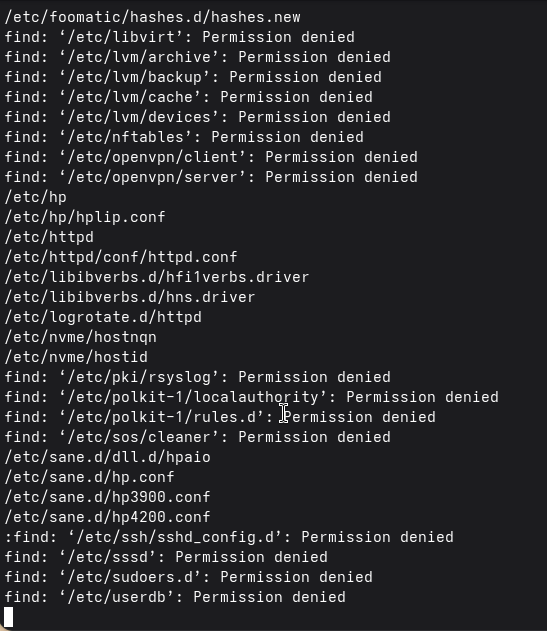 /etc/foomatic/hashes.d/hashes.new
find: ‘/etc/libvirt’: Permission denied
find: ‘/etc/lvm/archive’: Permission denied
find: ‘/etc/lvm/backup’: Permission denied
find: ‘/etc/lvm/cache’: Permission denied
find: ‘/etc/lvm/devices’: Permission denied
find: ‘/etc/nftables’: Permission denied
find: ‘/etc/openvpn/client’: Permission denied
find: ‘/etc/openvpn/server’: Permission denied
/etc/hp
/etc/hp/hplip.conf
/etc/httpd
/etc/httpd/conf/httpd.conf
/etc/libibverbs.d/hfi1verbs.driver
/etc/libibverbs.d/hns.driver
/etc/logrotate.d/httpd
/etc/nvme/hostnqn
/etc/nvme/hostid
find: ‘/etc/pki/rsyslog’: Permission denied
find: ‘/etc/polkit-1/localauthority’: Permission denied
find: ‘/etc/polkit-1/rules.d’: Permission denied
find: ‘/etc/sos/cleaner’: Permission denied
/etc/sane.d/dll.d/hpaio
/etc/sane.d/hp.conf
/etc/sane.d/hp3900.conf
/etc/sane.d/hp4200.conf
:find: ‘/etc/ssh/sshd_config.d’: Permission denied
find: ‘/etc/sssd’: Permission denied
find: ‘/etc/sudoers.d’: Permission denied
find: ‘/etc/userdb’: Permission denied